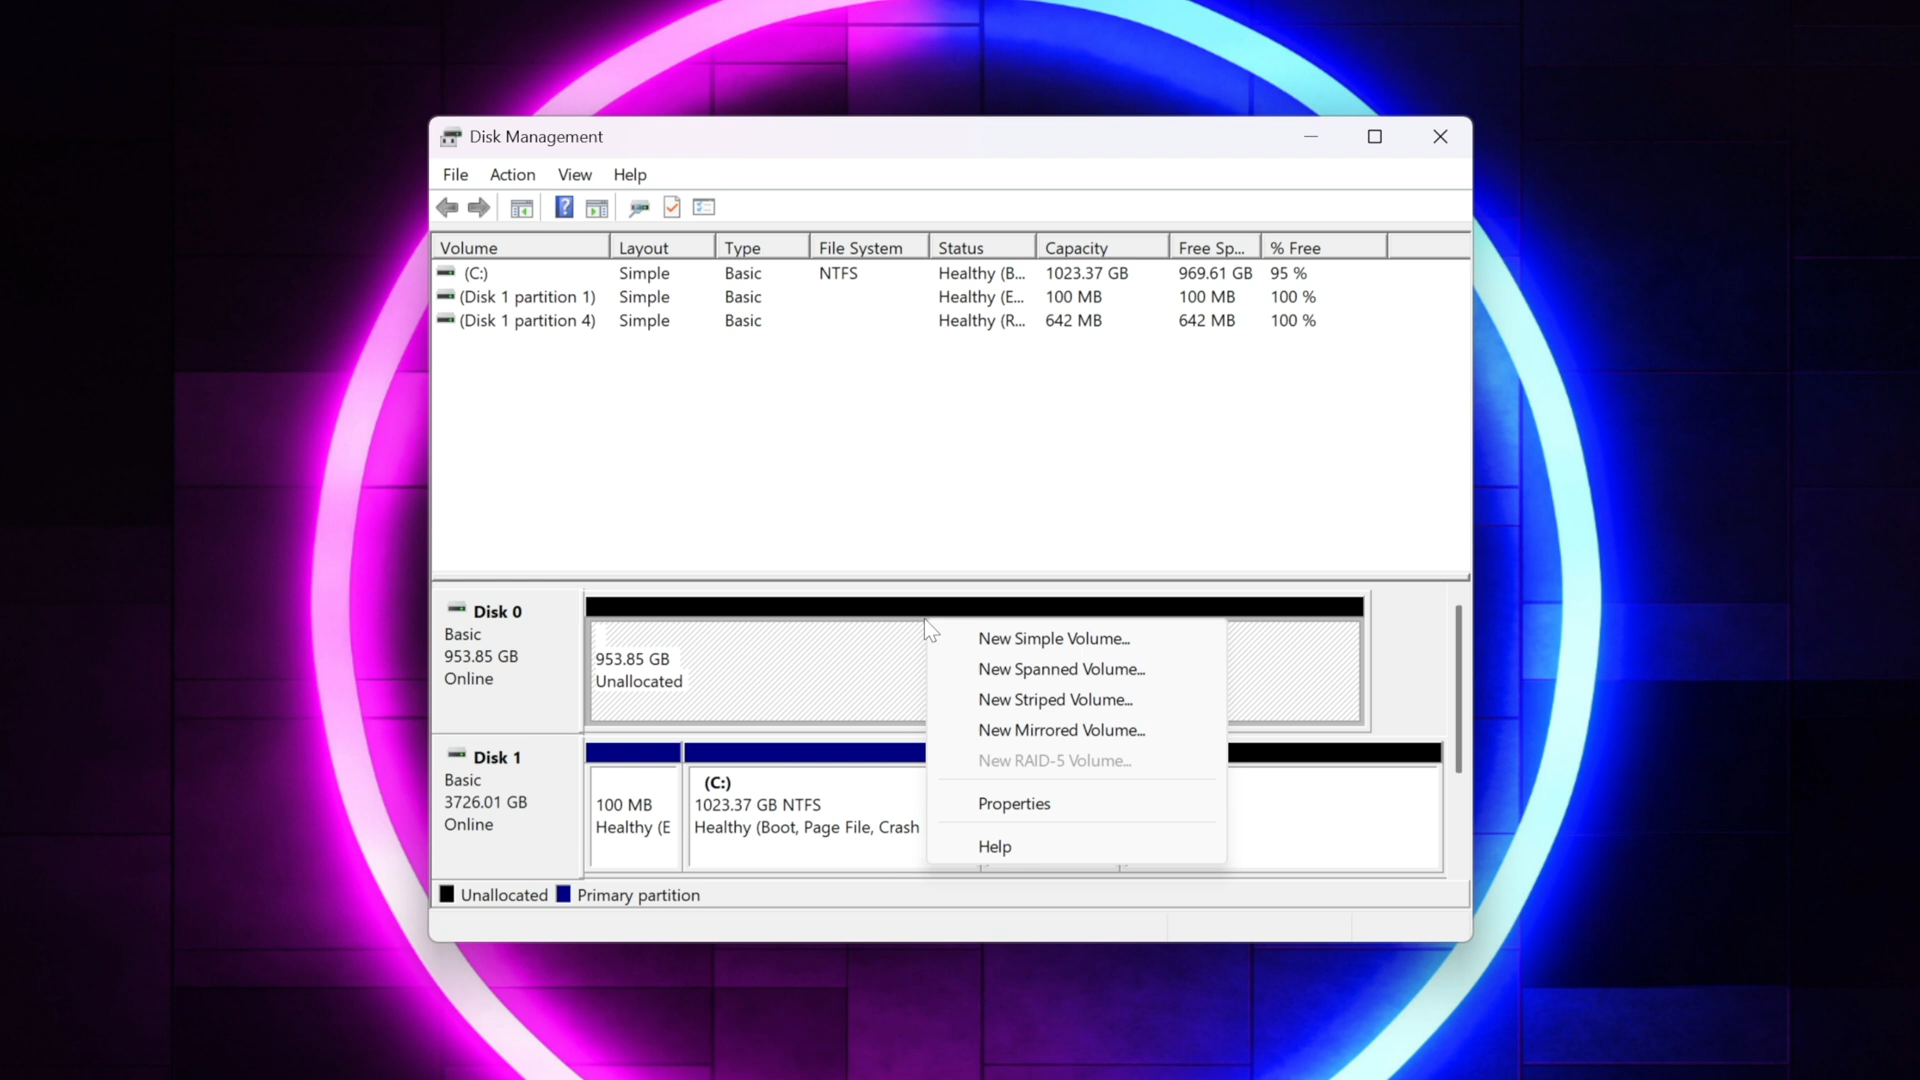 Disk Management
File Action View Help
Volume Layout Type File System Status Capacity Free Sp... % Free
(C:) Simple Basic NTFS Healthy (B... 1023.37 GB 969.61 GB 95 %
(Disk 1 partition 1) Simple Basic Healthy (E... 100 MB 100 MB 100 %
(Disk 1 partition 4) Simple Basic Healthy (R... 642 MB 642 MB 100 %
Disk 0
Basic
953.85 GB
Online
953.85 GB
Unallocated
New Simple Volume...
New Spanned Volume...
New Striped Volume...
New Mirrored Volume...
New RAID-5 Volume...
Properties
Help
Disk 1
Basic
3726.01 GB
Online
100 MB
Healthy (E
(C:)
1023.37 GB NTFS
Healthy (Boot, Page File, Crash
Unallocated Primary partition